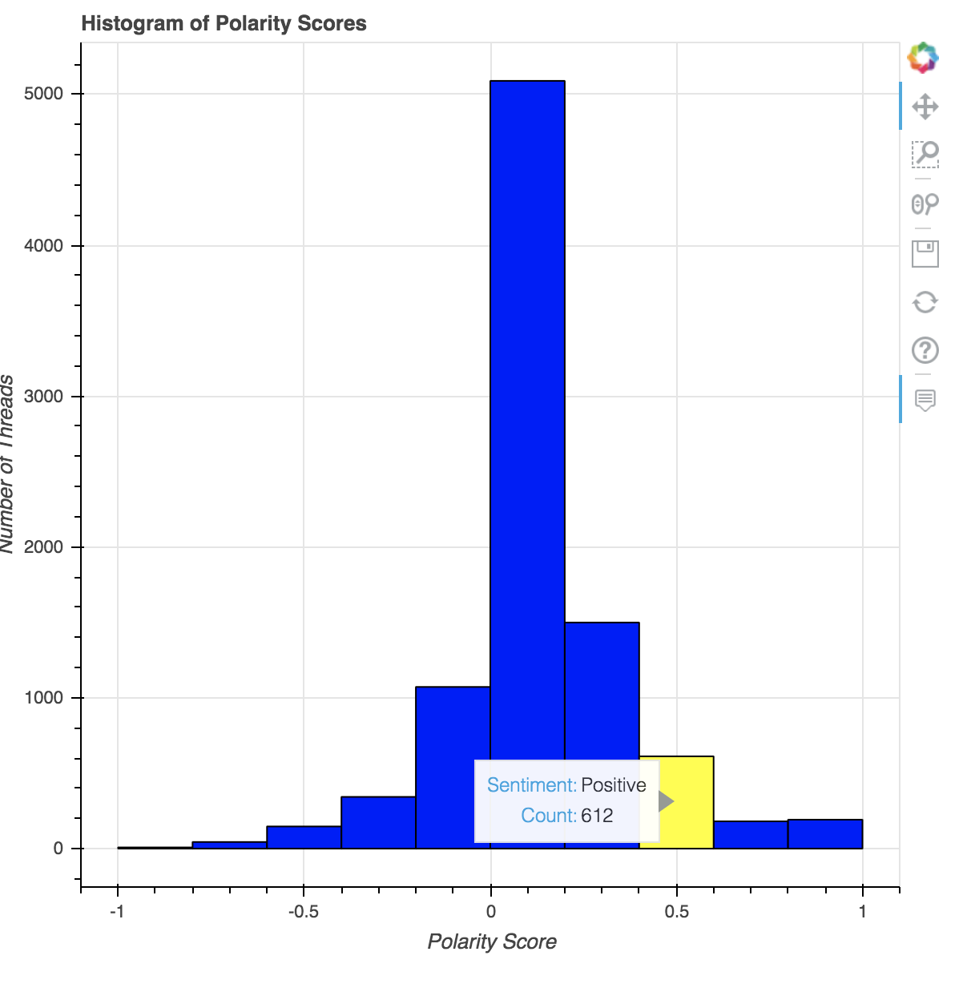 Histogram of Polarity Scores
5000
4000
3000
2000
1000
0
Number of Threads
Sentiment: Positive
Count: 612
-1
-0.5
0
0.5
1
Polarity Score